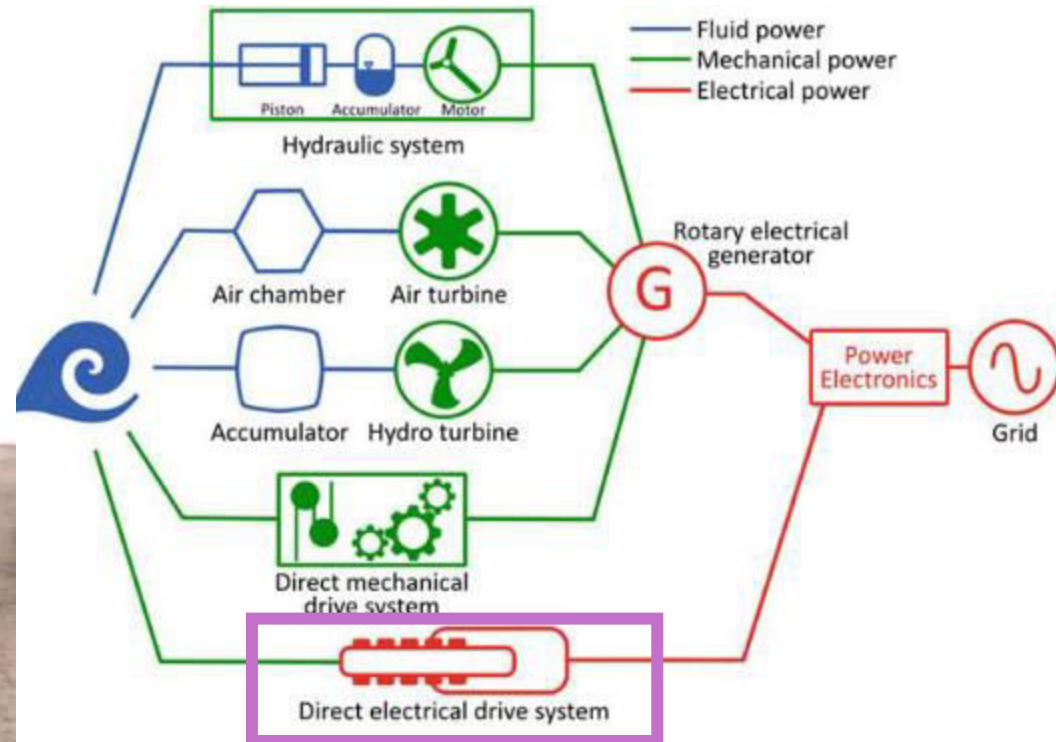 Fluid power
Mechanical power
Electrical power
Piston
Accumulator
Motor
Hydraulic system
Rotary electrical
generator
G
Air chamber
Air turbine
Power
Electronics
Accumulator
Hydro turbine
Grid
Direct mechanical
drive system
Direct electrical drive system